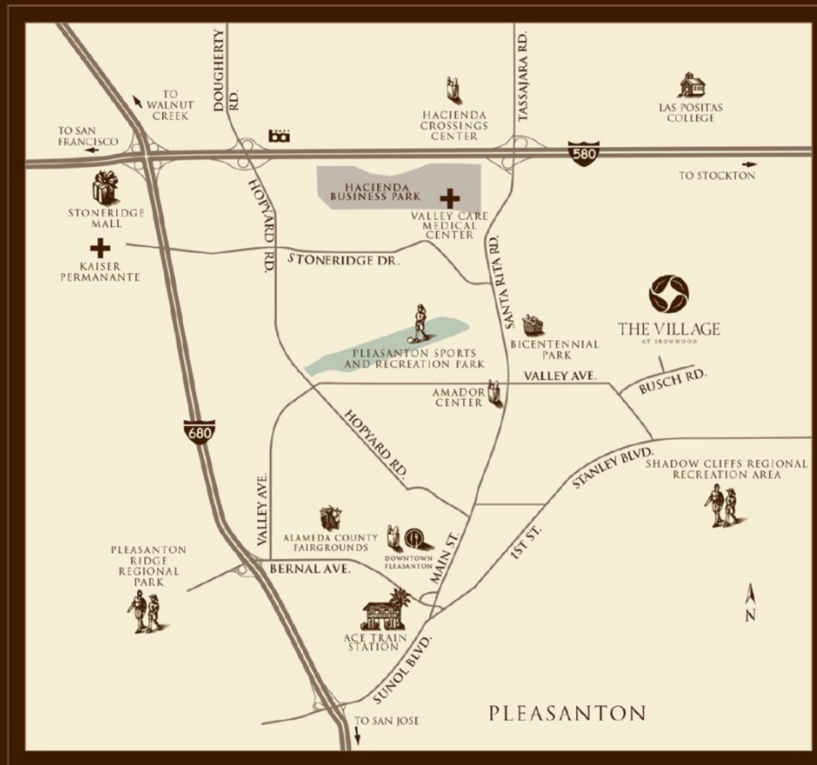 DOUGHERTY
RD.
TASSAJARA RD.
TO
WALNUT
CREEK
HACIENDA
CROSSINGS
CENTER
LAS POSITAS
COLLEGE
TO SAN
FRANCISCO
ba
580
TO STOCKTON
STONERIDGE
MALL
HACIENDA
BUSINESS PARK
VALLEY CARE
MEDICAL
CENTER
HOPYARD RD.
KAISER
PERMANANTE
STONERIDGE DR.
SANTA RITA RD.
THE VILLAGE
AT IRONWOOD
BICENTENNIAL
PARK
PLEASANTON SPORTS
AND RECREATION PARK
VALLEY AVE.
BUSCH RD.
AMADOR
CENTER
680
HOPYARD RD.
STANLEY BLVD.
SHADOW CLIFFS REGIONAL
RECREATION AREA
VALLEY AVE.
ALAMEDA COUNTY
FAIRGROUNDS
DOWNTOWN
PLEASANTON
MAIN ST.
1ST ST.
PLEASANTON
RIDGE
REGIONAL
PARK
BERNAL AVE.
N
ACE TRAIN
STATION
SUNOL BLVD.
TO SAN JOSE
PLEASANTON